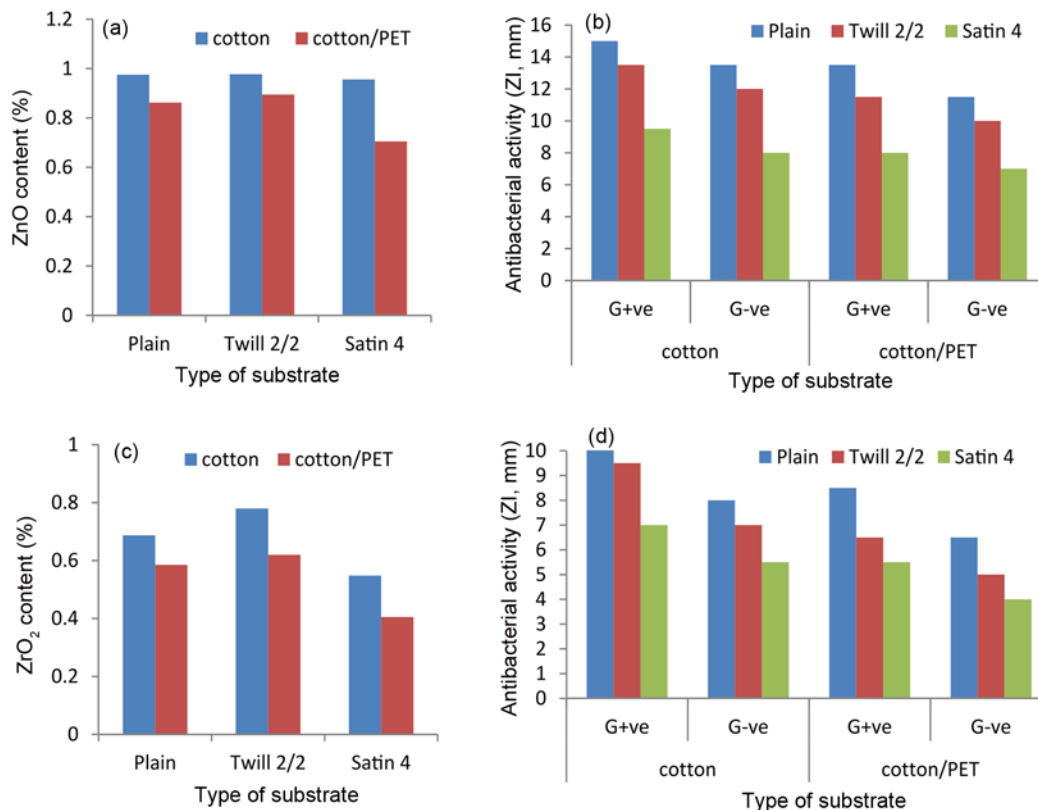 (a)
cotton cotton/PET
ZnO content (%)
1.2
1
0.8
0.6
0.4
0.2
0
Plain Twill 2/2 Satin 4
Type of substrate
(b)
Plain Twill 2/2 Satin 4
Antibacterial activity (ZI, mm)
16
14
12
10
8
6
4
2
0
G+ve G-ve G+ve G-ve
cotton cotton/PET
Type of substrate
(c)
cotton cotton/PET
ZrO₂ content (%)
1
0.8
0.6
0.4
0.2
0
Plain Twill 2/2 Satin 4
Type of substrate
(d)
Plain Twill 2/2 Satin 4
Antibacterial activity (ZI, mm)
10
9
8
7
6
5
4
3
2
1
0
G+ve G-ve G+ve G-ve
cotton cotton/PET
Type of substrate